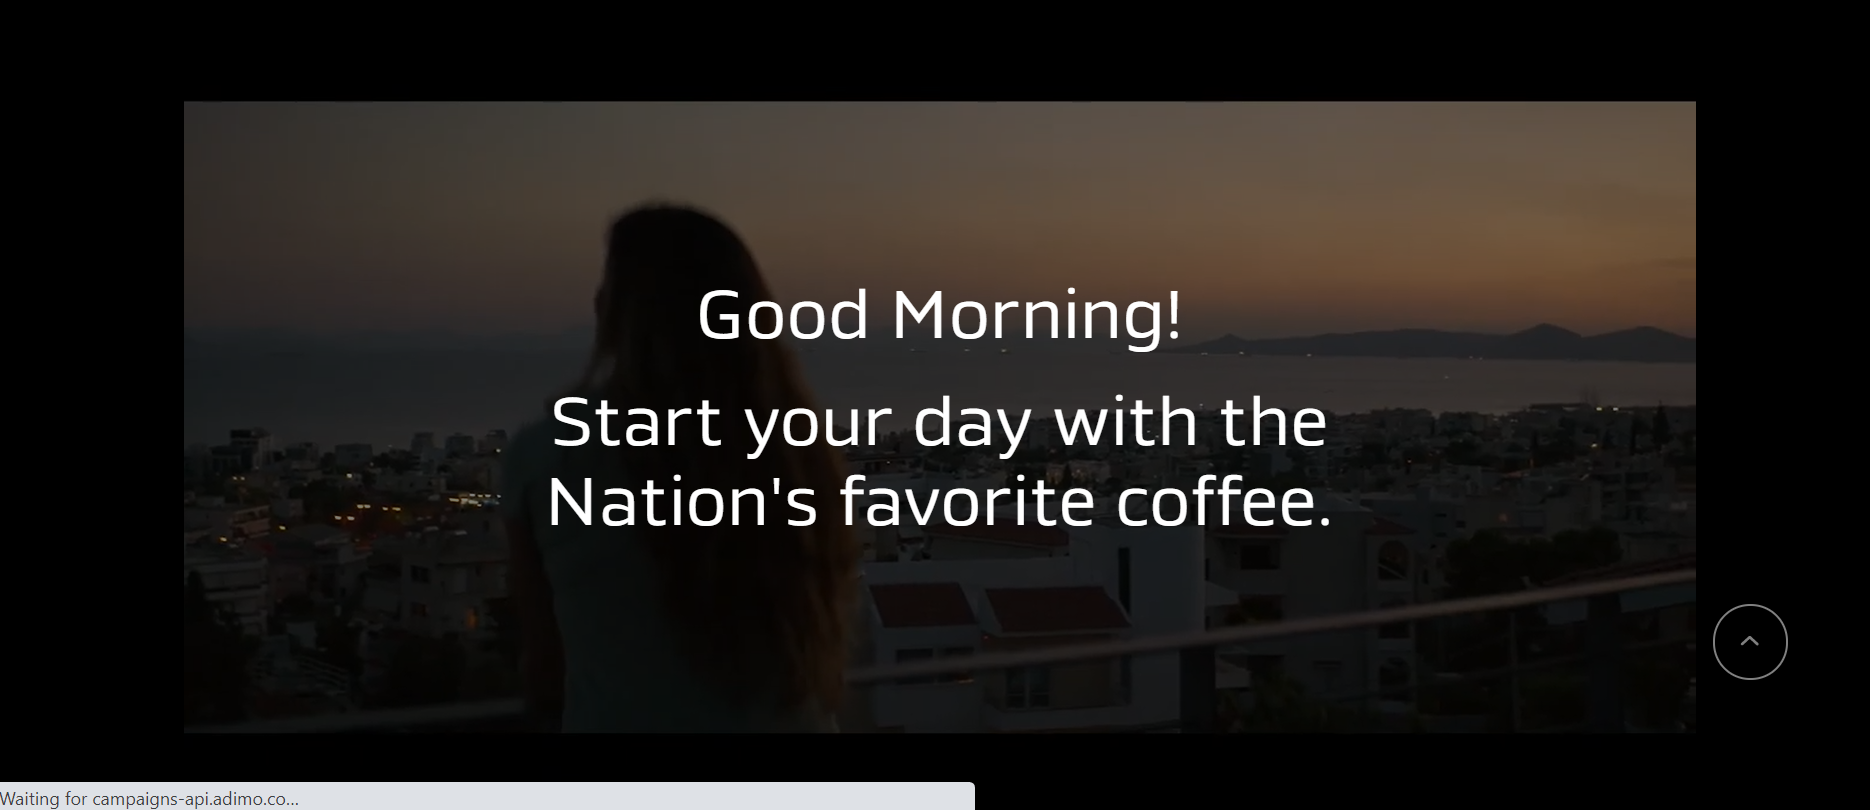 Good Morning!
Start your day with the
Nation's favorite coffee.
Waiting for campaigns-api.adimo.co...